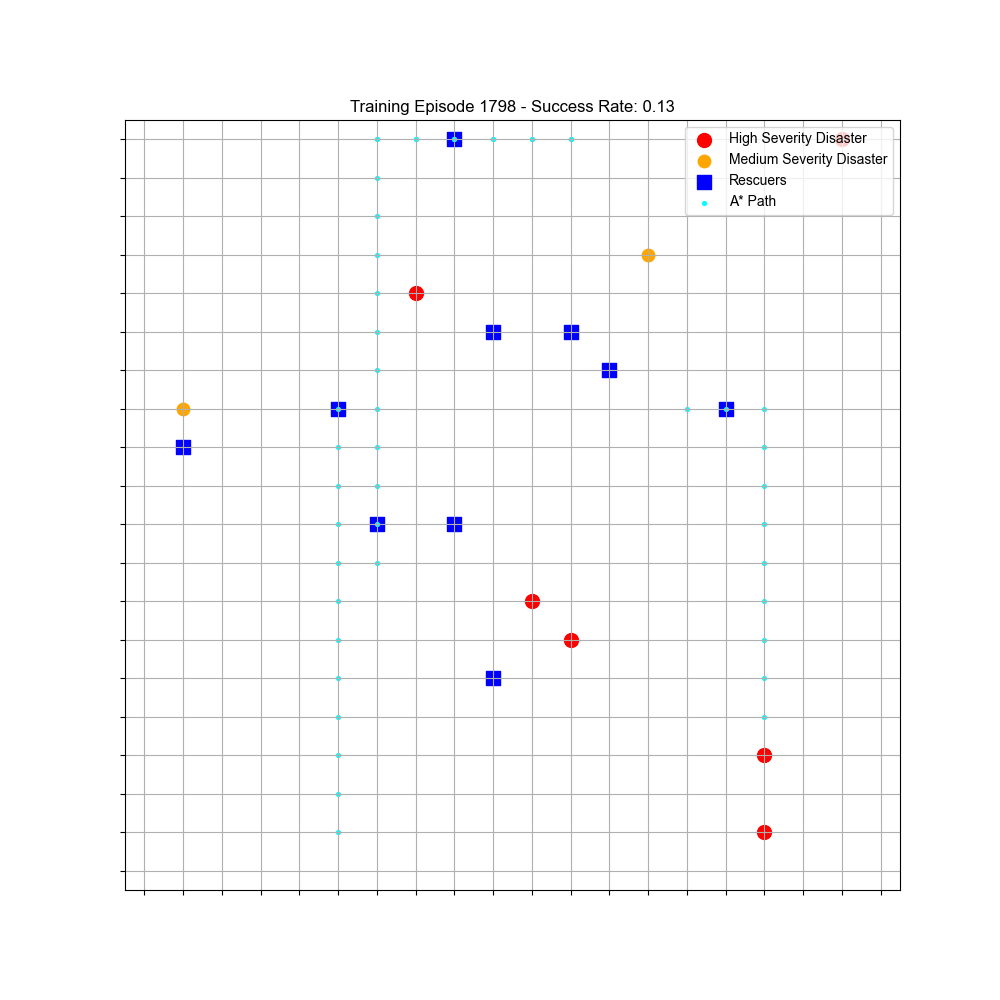 Training Episode 1798 - Success Rate: 0.13
High Severity Disaster
Medium Severity Disaster
Rescuers
A* Path